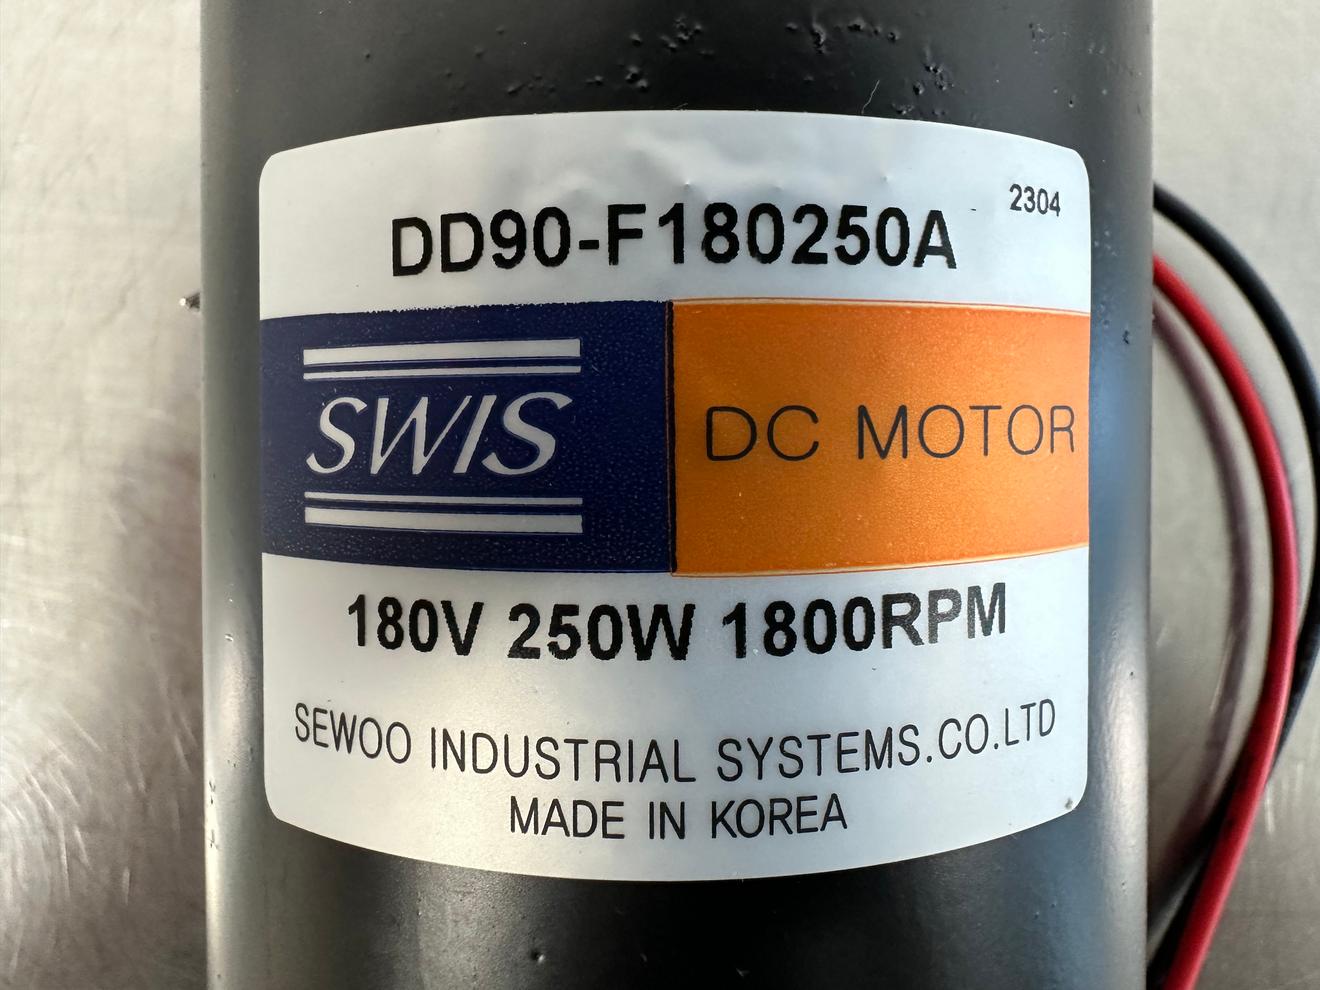 2304
DD90-F180250A
SWIS
DC MOTOR
180V 250W 1800RPM
SEWOO INDUSTRIAL SYSTEMS.CO.LTD
MADE IN KOREA